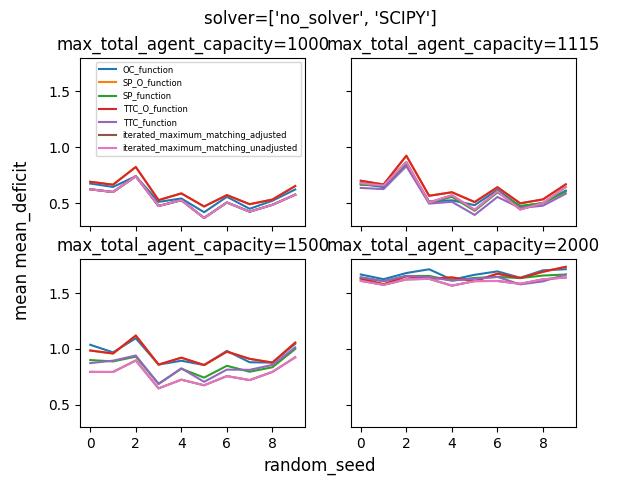 solver=['no_solver', 'SCIPY']
max_total_agent_capacity=1000
max_total_agent_capacity=1115
1.5
1.0
0.5
OC_function
SP_O_function
SP_function
TTC_O_function
TTC_function
iterated_maximum_matching_adjusted
iterated_maximum_matching_unadjusted
max_total_agent_capacity=1500
max_total_agent_capacity=2000
1.5
1.0
0.5
0 2 4 6 8
0 2 4 6 8
mean mean_deficit
random_seed